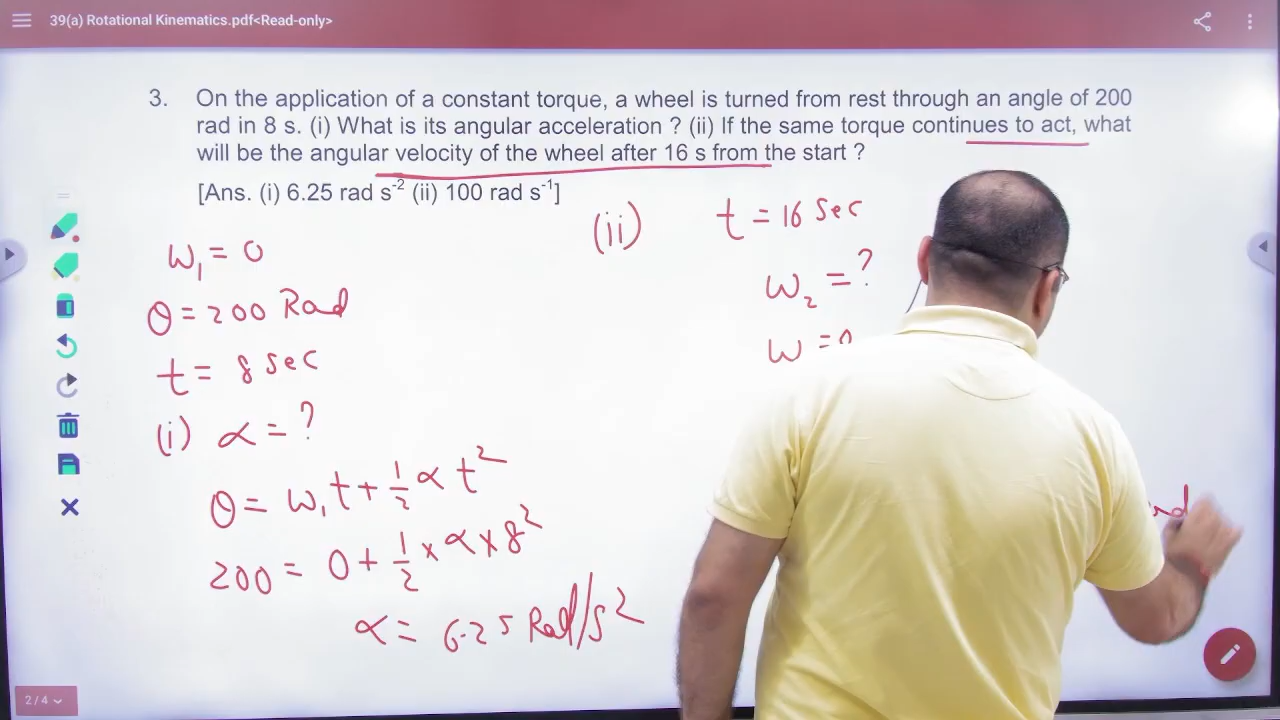 39(a) Rotational Kinematics.pdf<Read-only>
3. On the application of a constant torque, a wheel is turned from rest through an angle of 200
rad in 8 s. (i) What is its angular acceleration ? (ii) If the same torque continues to act, what
will be the angular velocity of the wheel after 16 s from the start ?
[Ans. (i) 6.25 rad s⁻² (ii) 100 rad s⁻¹]
ω₁ = 0
θ = 200 Rad
t = 8 sec
(i) α = ?
θ = ω₁t + ½ α t²
200 = 0 + ½ × α × 8²
α = 6.25 Rad/s²
(ii) t = 16 Sec
ω₂ = ?
ω =
2 / 4